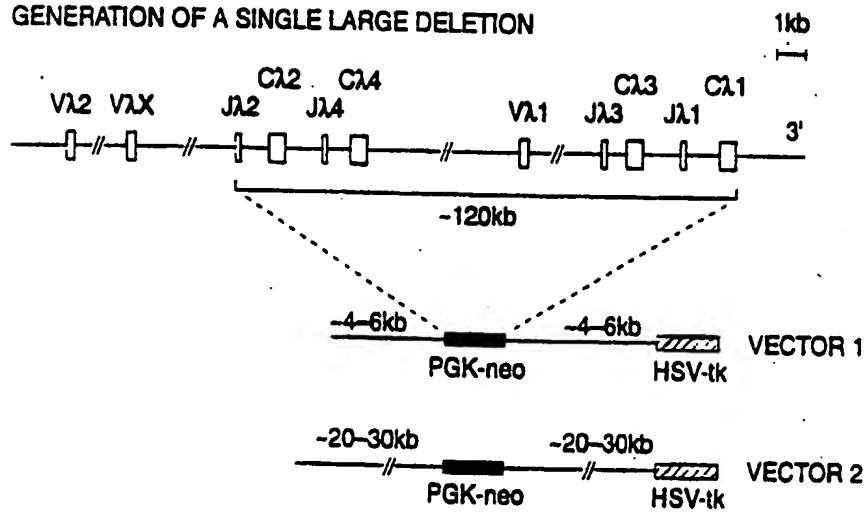 GENERATION OF A SINGLE LARGE DELETION
1kb
Cλ2 Cλ4 Cλ3 Cλ1
Vλ2 VλX Jλ2 Jλ4 Vλ1 Jλ3 Jλ1 3'
~120kb
~4–6kb ~4–6kb VECTOR 1
PGK-neo HSV-tk
~20–30kb ~20–30kb VECTOR 2
PGK-neo HSV-tk